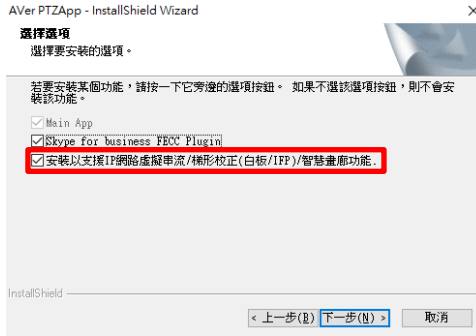 AVer PTZApp - InstallShield Wizard
選擇選項
選擇要安裝的選項。
若要安裝某個功能，請按一下它旁邊的選項按鈕。 如果不選該選項按鈕，則不會安
裝該功能。
Main App
Skype for business FECC Plugin
安裝以支援IP網路虛擬串流/梯形校正(白板/IFP)/智慧畫廊功能.
InstallShield
< 上一步(B) 下一步(N) > 取消